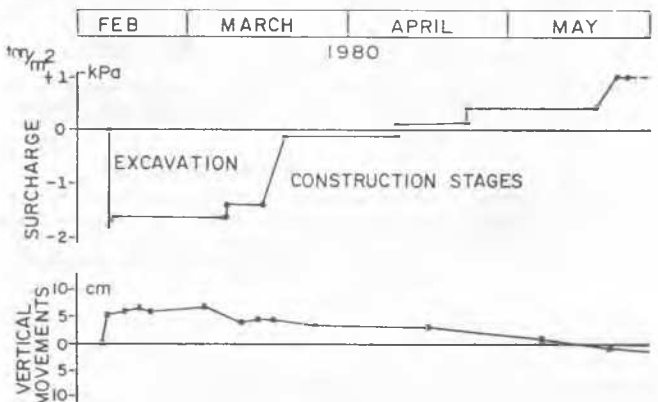 FEB MARCH APRIL MAY
1980
ton/m2 kPa
+1
0
-1
-2
SURCHARGE
EXCAVATION
CONSTRUCTION STAGES
cm
10
5
0
5
10
VERTICAL
MOVEMENTS